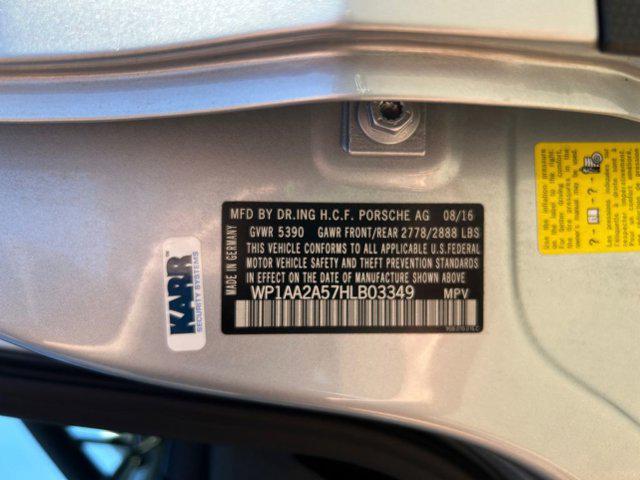 MFD BY DR.ING H.C.F. PORSCHE AG 08/16
GVWR 5390 GAWR FRONT/REAR 2778/2888 LBS
THIS VEHICLE CONFORMS TO ALL APPLICABLE U.S.FEDERAL
MOTOR VEHICLE SAFETY AND THEFT PREVENTION STANDARDS
IN EFFECT ON THE DATE OF MANUFACTURE SHOWN ABOVE
WP1AA2A57HLB03349 MPV
MADE IN GERMANY
KARR
SECURITY SYSTEMS